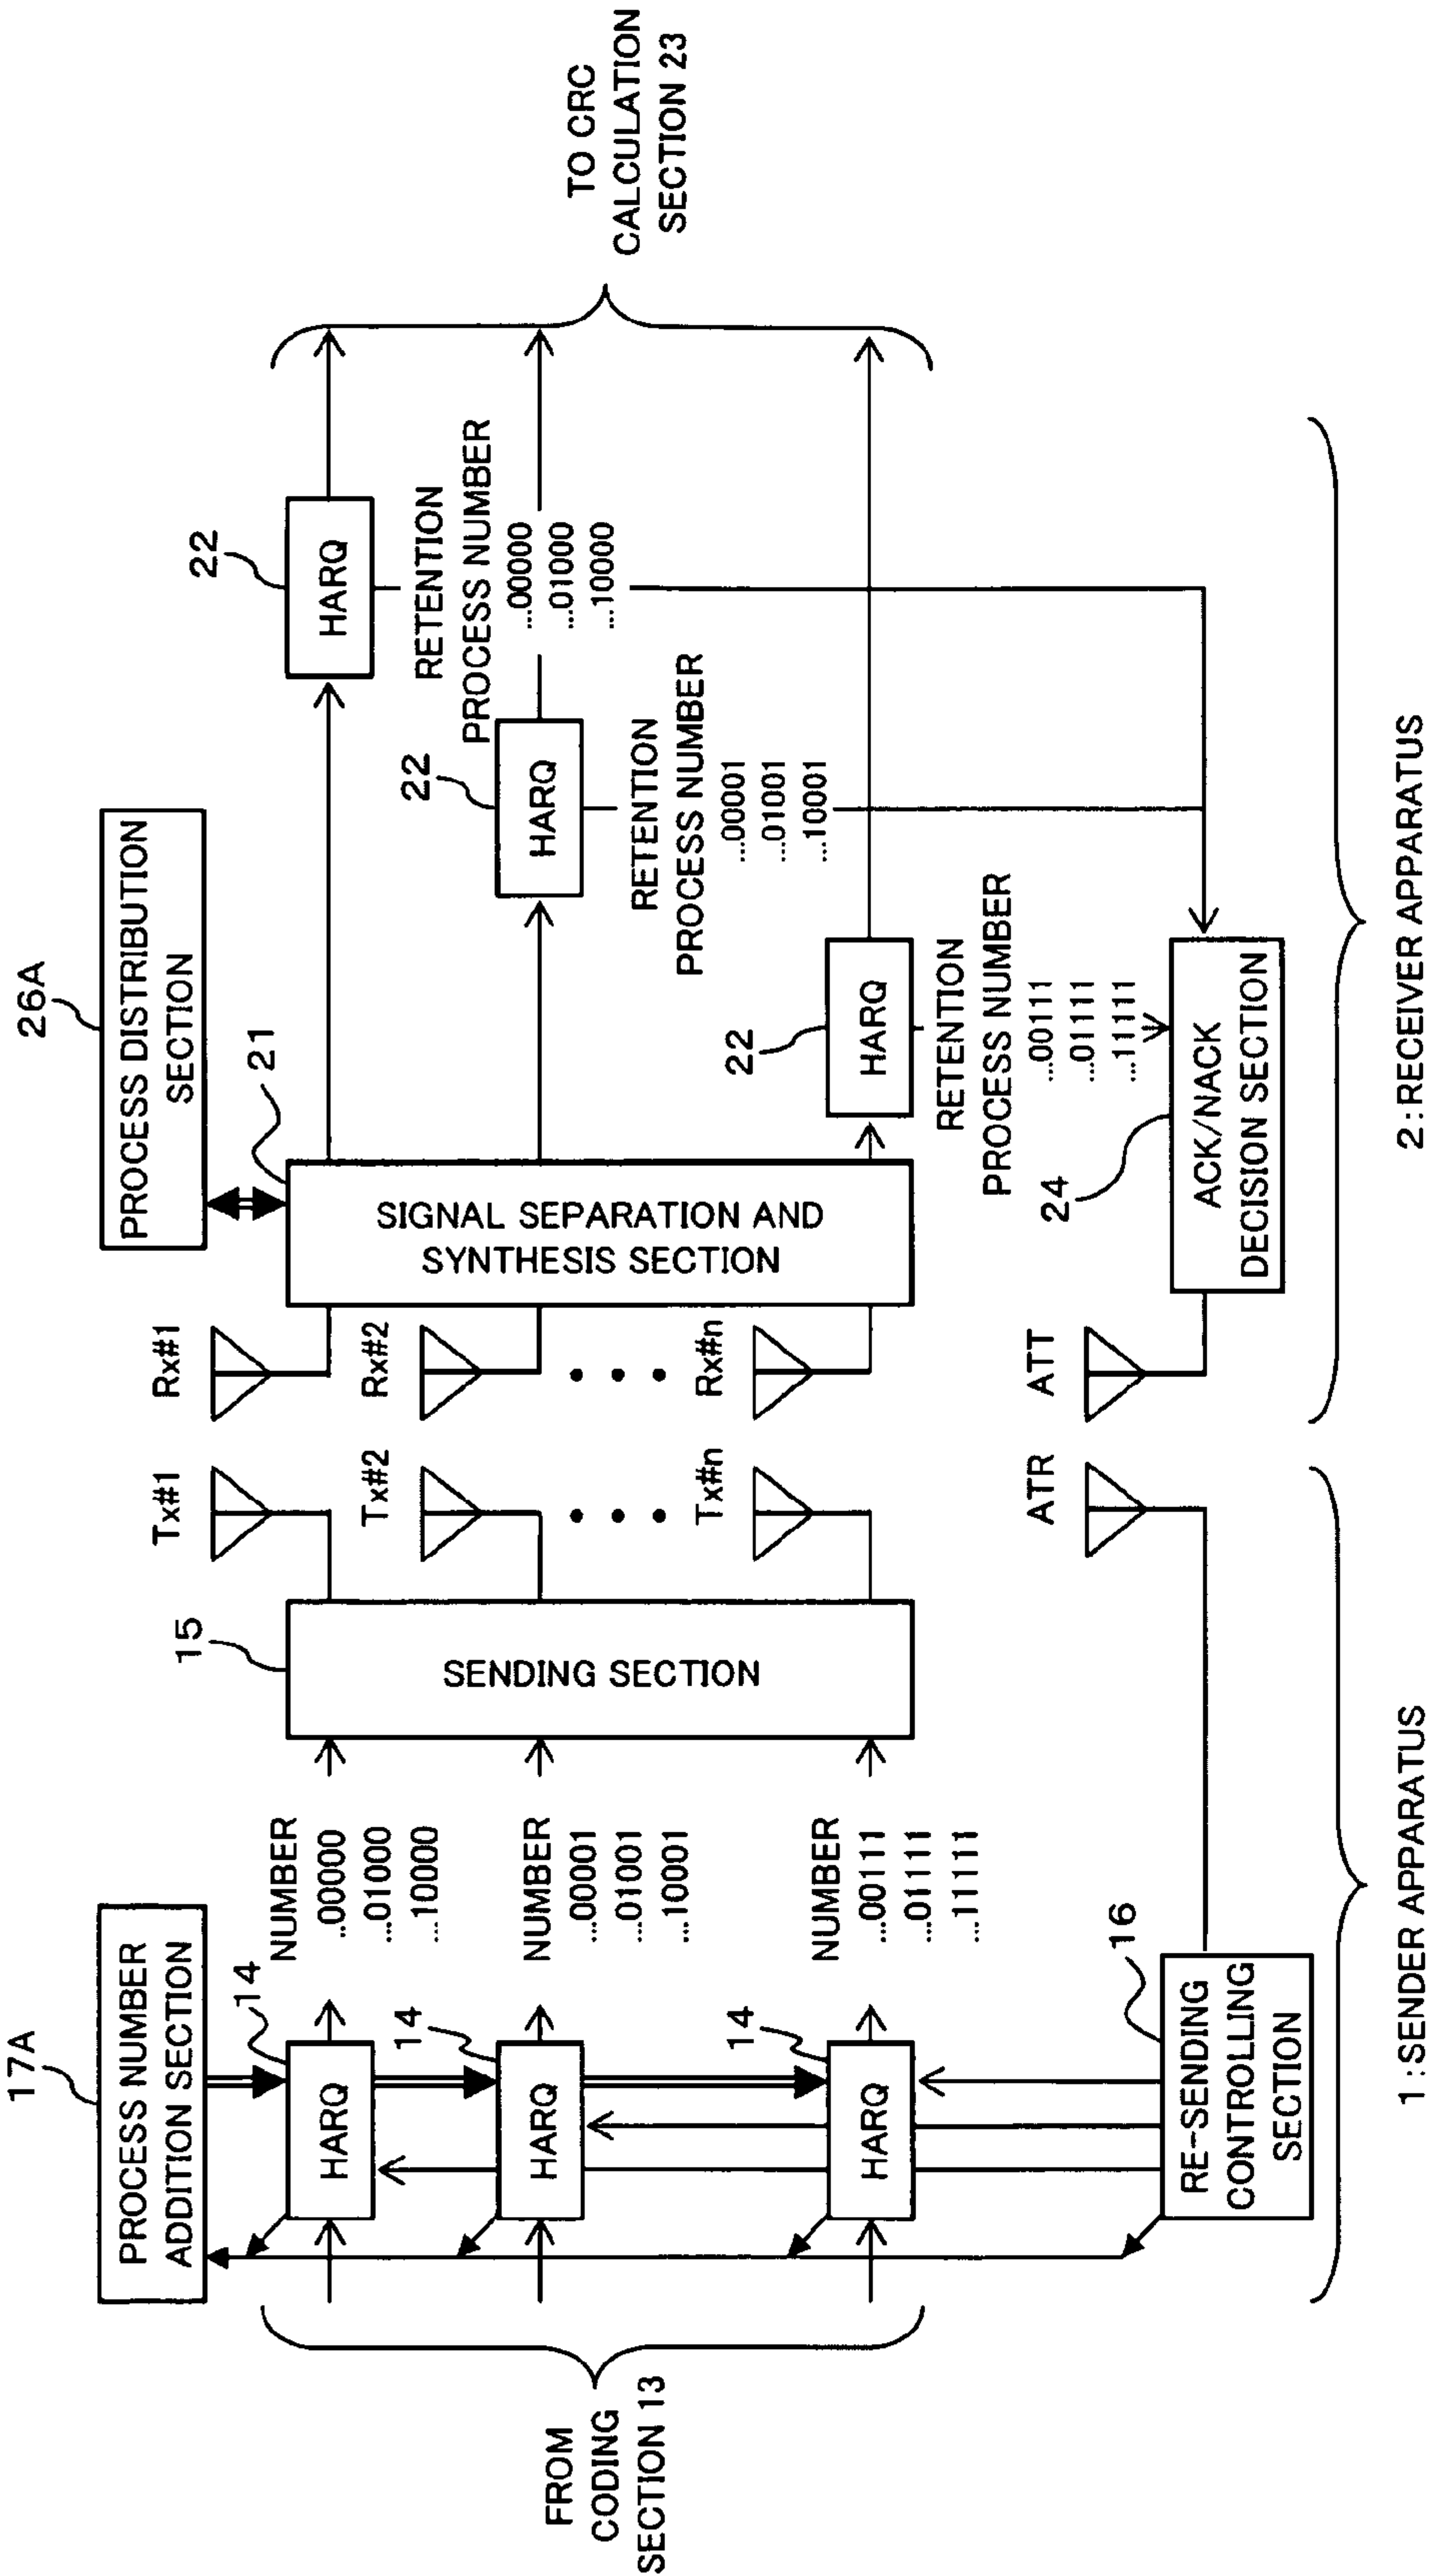 17A
PROCESS NUMBER
ADDITION SECTION
26A
PROCESS DISTRIBUTION
SECTION
FROM
CODING
SECTION 13
14
HARQ
14
HARQ
14
HARQ
NUMBER
...00000
...01000
...10000
NUMBER
...00001
...01001
...10001
NUMBER
...00111
...01111
...11111
15
SENDING SECTION
Tx#1
Tx#2
• • •
Tx#n
Rx#1
Rx#2
• • •
Rx#n
21
SIGNAL SEPARATION AND
SYNTHESIS SECTION
22
HARQ
RETENTION
PROCESS NUMBER
...00000
...01000
...10000
22
HARQ
RETENTION
PROCESS NUMBER
...00001
...01001
...10001
22
HARQ
RETENTION
PROCESS NUMBER
...00111
...01111
...11111
TO CRC
CALCULATION
SECTION 23
16
RE-SENDING
CONTROLLING
SECTION
ATR
ATT
24
ACK/NACK
DECISION SECTION
1:SENDER APPARATUS
2:RECEIVER APPARATUS